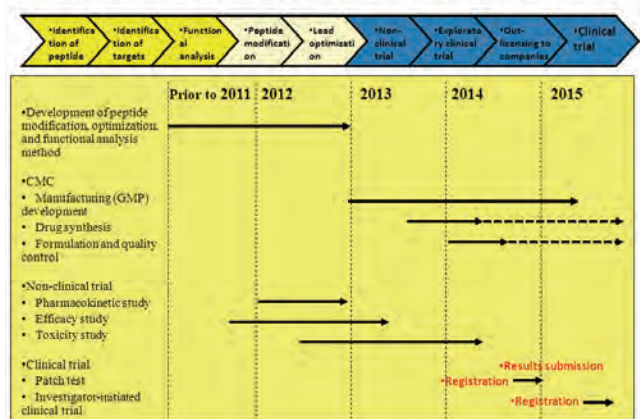 •Identifica
tion of
peptide
•Identifica
tion of
targets
•Function
al
analysis
•Peptide
modificati
on
•Lead
optimizati
on
•Non-
clinical
trial
•Explorato
ry clinical
trial
•Out-
licensing to
companies
•Clinical
trial
Prior to 2011
2012
2013
2014
2015
•Development of peptide
modification, optimization,
and functional analysis
method
•CMC
• Manufacturing (GMP)
development
• Drug synthesis
• Formulation and quality
control
•Non-clinical trial
• Pharmacokinetic study
• Efficacy study
• Toxicity study
•Clinical trial
•Results submission
• Patch test
•Registration
• Investigator-initiated
clinical trial
•Registration